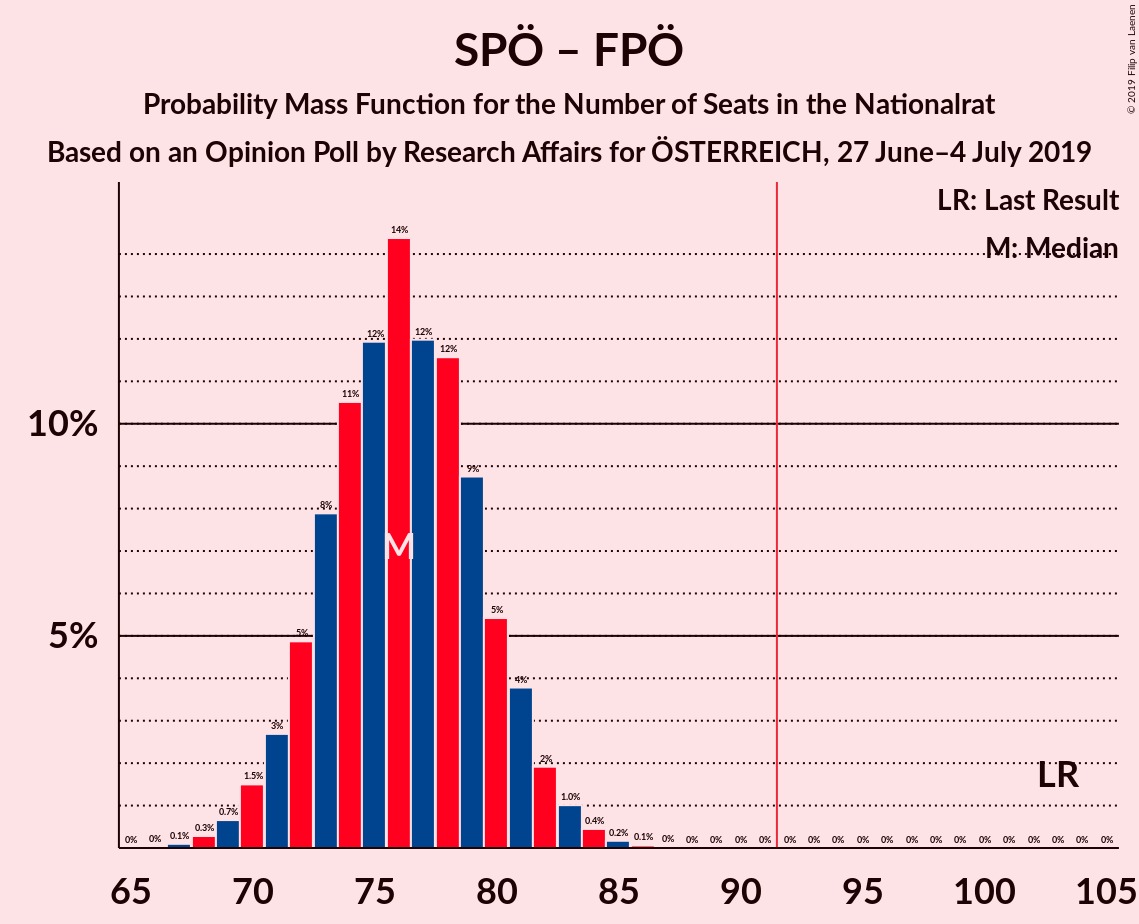 SPÖ – FPÖ
Probability Mass Function for the Number of Seats in the Nationalrat
Based on an Opinion Poll by Research Affairs for ÖSTERREICH, 27 June–4 July 2019
© 2019 Filip van Laenen
LR: Last Result
M: Median
10%
5%
0% 0% 0.1% 0.3% 0.7% 1.5% 3% 5% 8% 11% 12% 14% 12% 12% 9% 5% 4% 2% 1.0% 0.4% 0.2% 0.1% 0% 0% 0% 0% 0% 0% 0% 0% 0% 0% 0% 0% 0% 0% 0% 0% 0% 0% 0%
M
LR
65 70 75 80 85 90 95 100 105